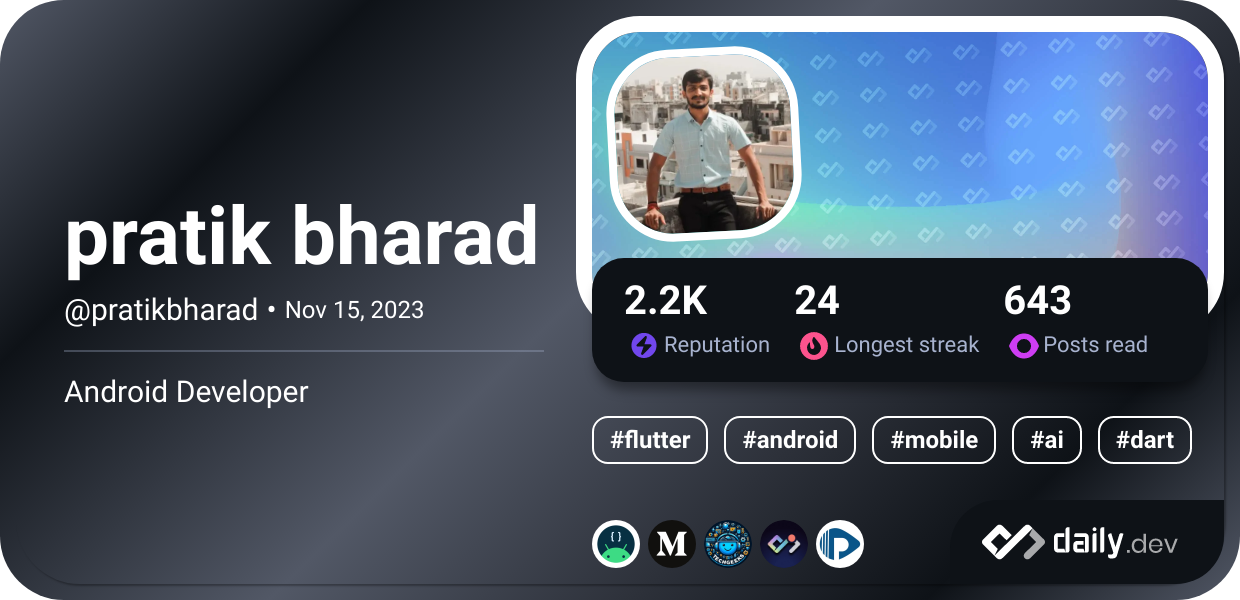 pratik bharad
@pratikbharad • Nov 15, 2023
Android Developer
2.2K 24 643
Reputation Longest streak Posts read
#flutter #android #mobile #ai #dart
{} M TECHGEEKS P
daily.dev